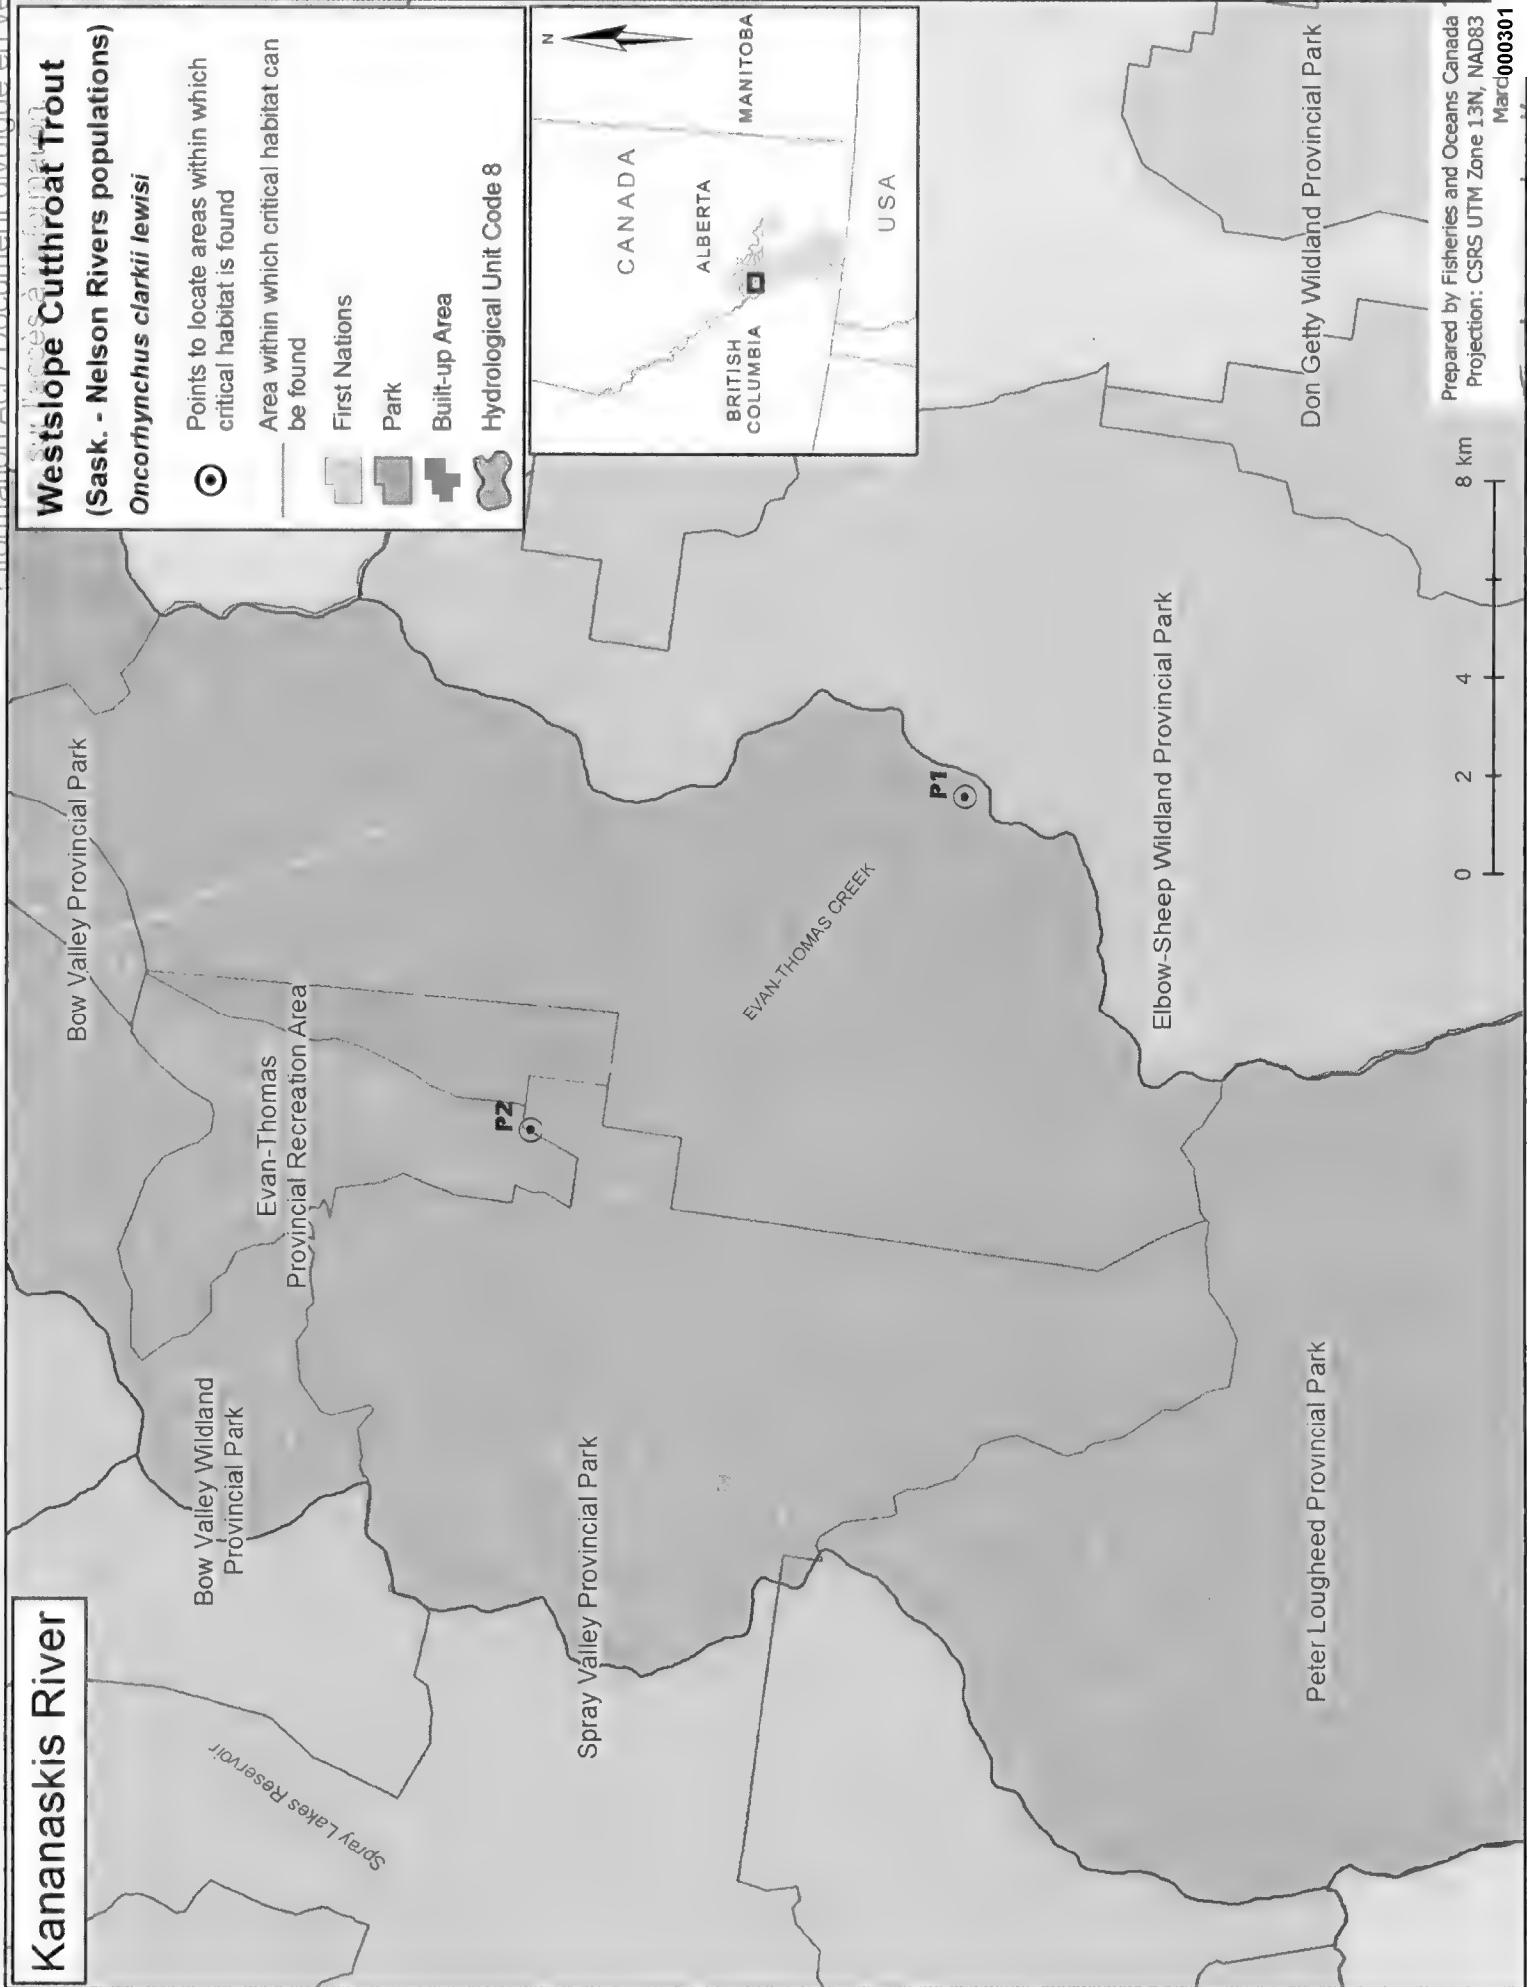 Kananaskis River
Westslope Cutthroat Trout
(Sask. - Nelson Rivers populations)
Oncorhynchus clarkii lewisi
Points to locate areas within which
critical habitat is found
Area within which critical habitat can
be found
First Nations
Park
Built-up Area
Hydrological Unit Code 8
N
CANADA
ALBERTA
MANITOBA
BRITISH
COLUMBIA
USA
Bow Valley Provincial Park
Bow Valley Wildland
Provincial Park
Evan-Thomas
Provincial Recreation Area
Spray Lakes Reservoir
P2
Spray Valley Provincial Park
EVAN-THOMAS CREEK
P1
Elbow-Sheep Wildland Provincial Park
Peter Lougheed Provincial Park
Don Getty Wildland Provincial Park
0 2 4 8 km
Prepared by Fisheries and Oceans Canada
Projection: CSRS UTM Zone 13N, NAD83
000301